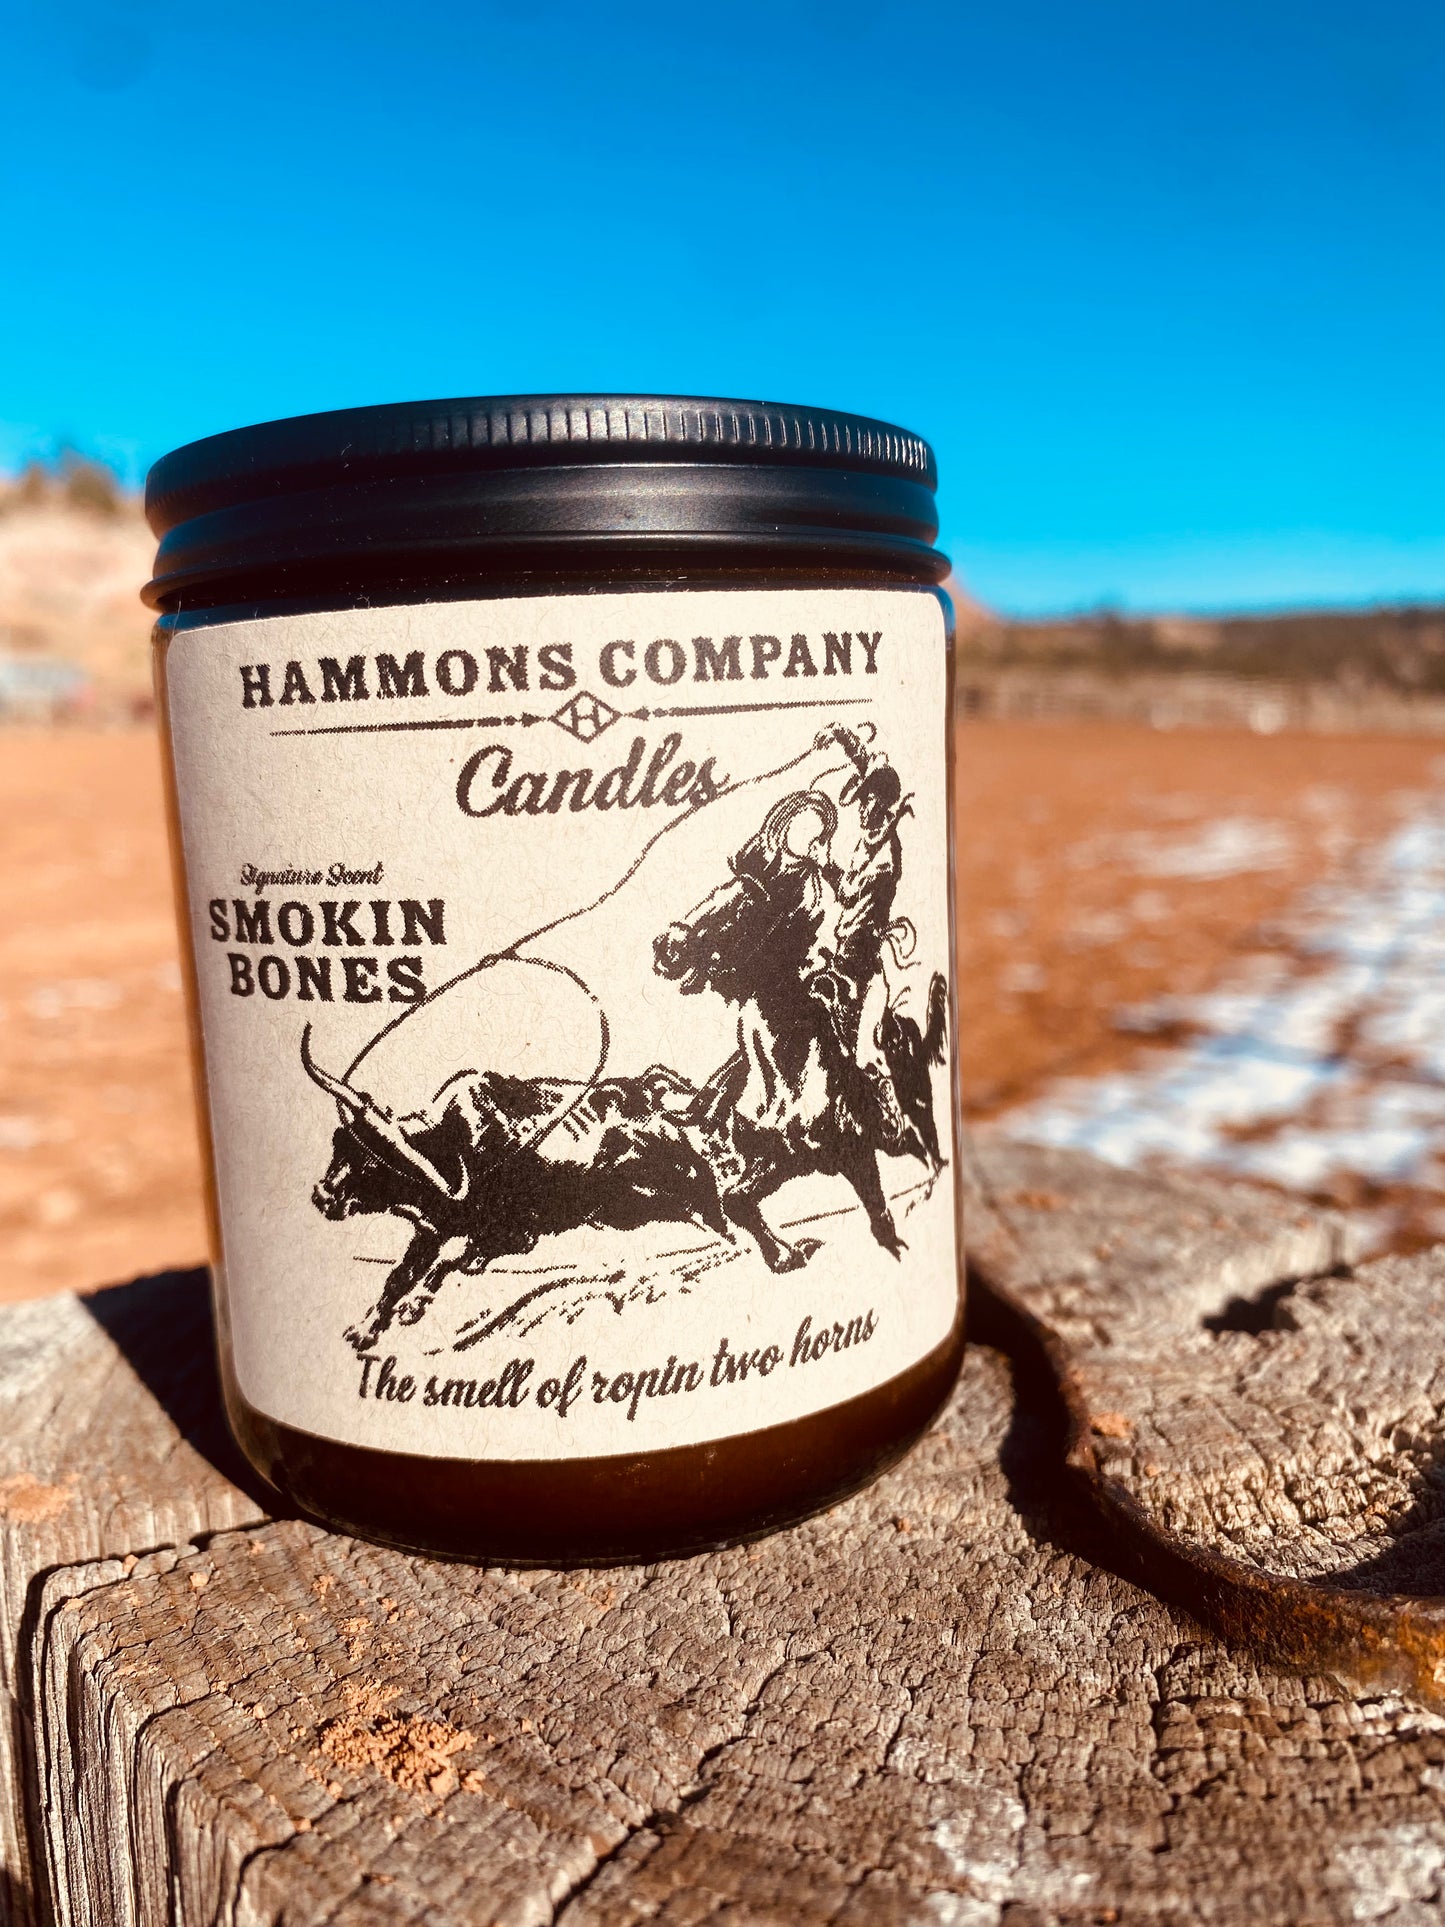 HAMMONS COMPANY
H
Candles
Signature Scent
SMOKIN
BONES
The smell of ropin two horns